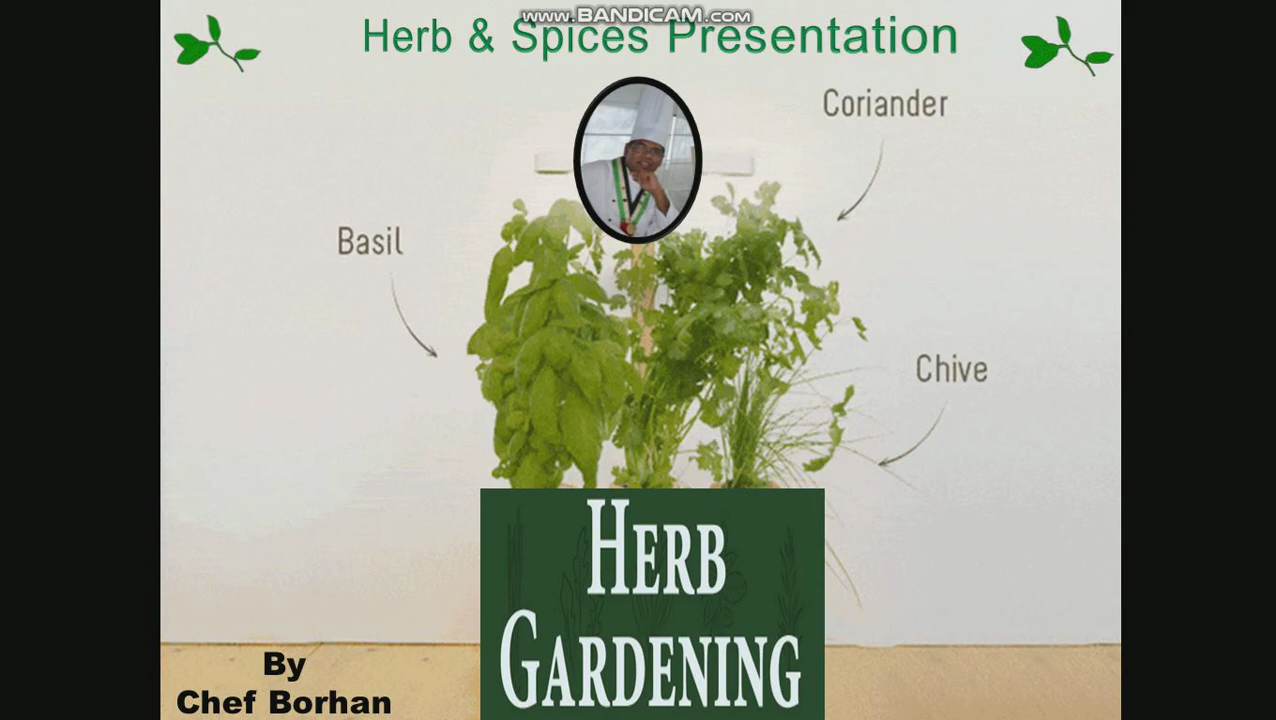 www.BANDICAM.com
Herb & Spices Presentation
Coriander
Basil
Chive
HERB
GARDENING
By
Chef Borhan